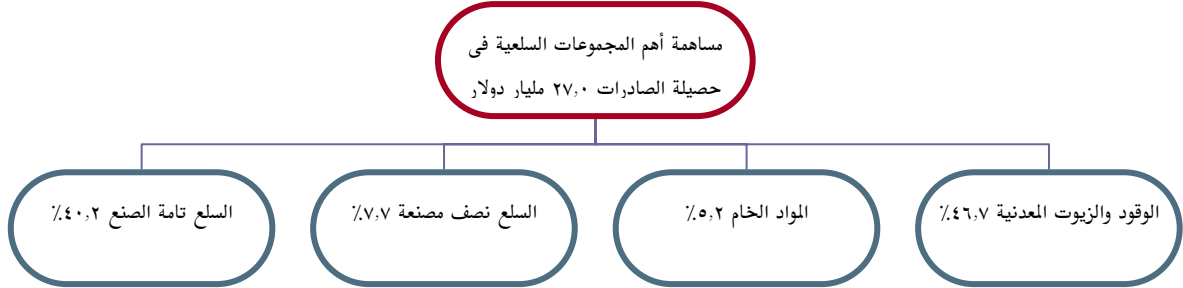 مساهمة أهم المجموعات السلعية فى
حصيلة الصادرات ٢٧,٠ مليار دولار
الوقود والزيوت المعدنية ٤٦,٧٪
المواد الخام ٥,٢٪
السلع نصف مصنعة ٧,٧٪
السلع تامة الصنع ٤٠,٢٪